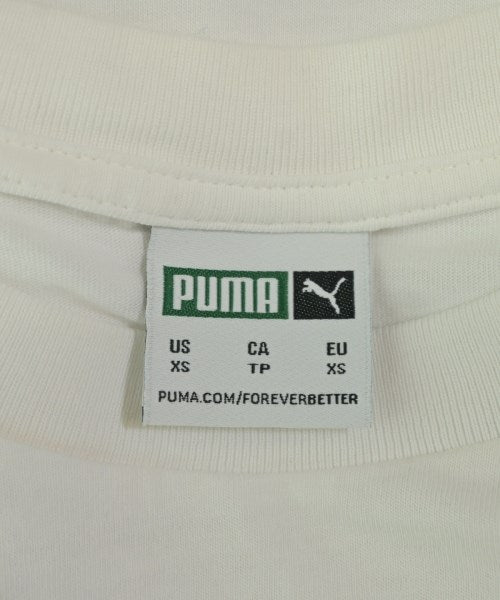 PUMA
US CA EU
XS TP XS
PUMA.COM/FOREVERBETTER